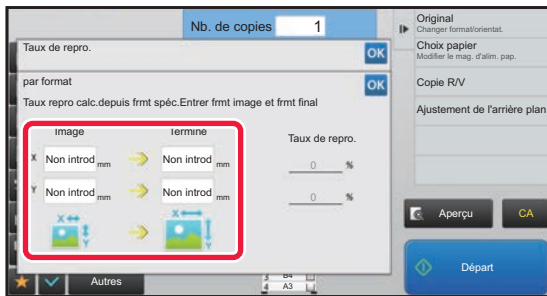 Nb. de copies 1
Original
Changer format/orientat.
Taux de repro.
OK
Choix papier
Modifier le mag. d'alim. pap.
par format
OK
Copie R/V
Taux repro calc.depuis frmt spéc.Entrer frmt image et frmt final
Ajustement de l'arrière plan
Image Terminé
Taux de repro.
X Non introd mm Non introd mm 0 %
Y Non introd mm Non introd mm 0 %
X X
Y Y
Aperçu CA
Départ
Autres
3 B4
4 A3